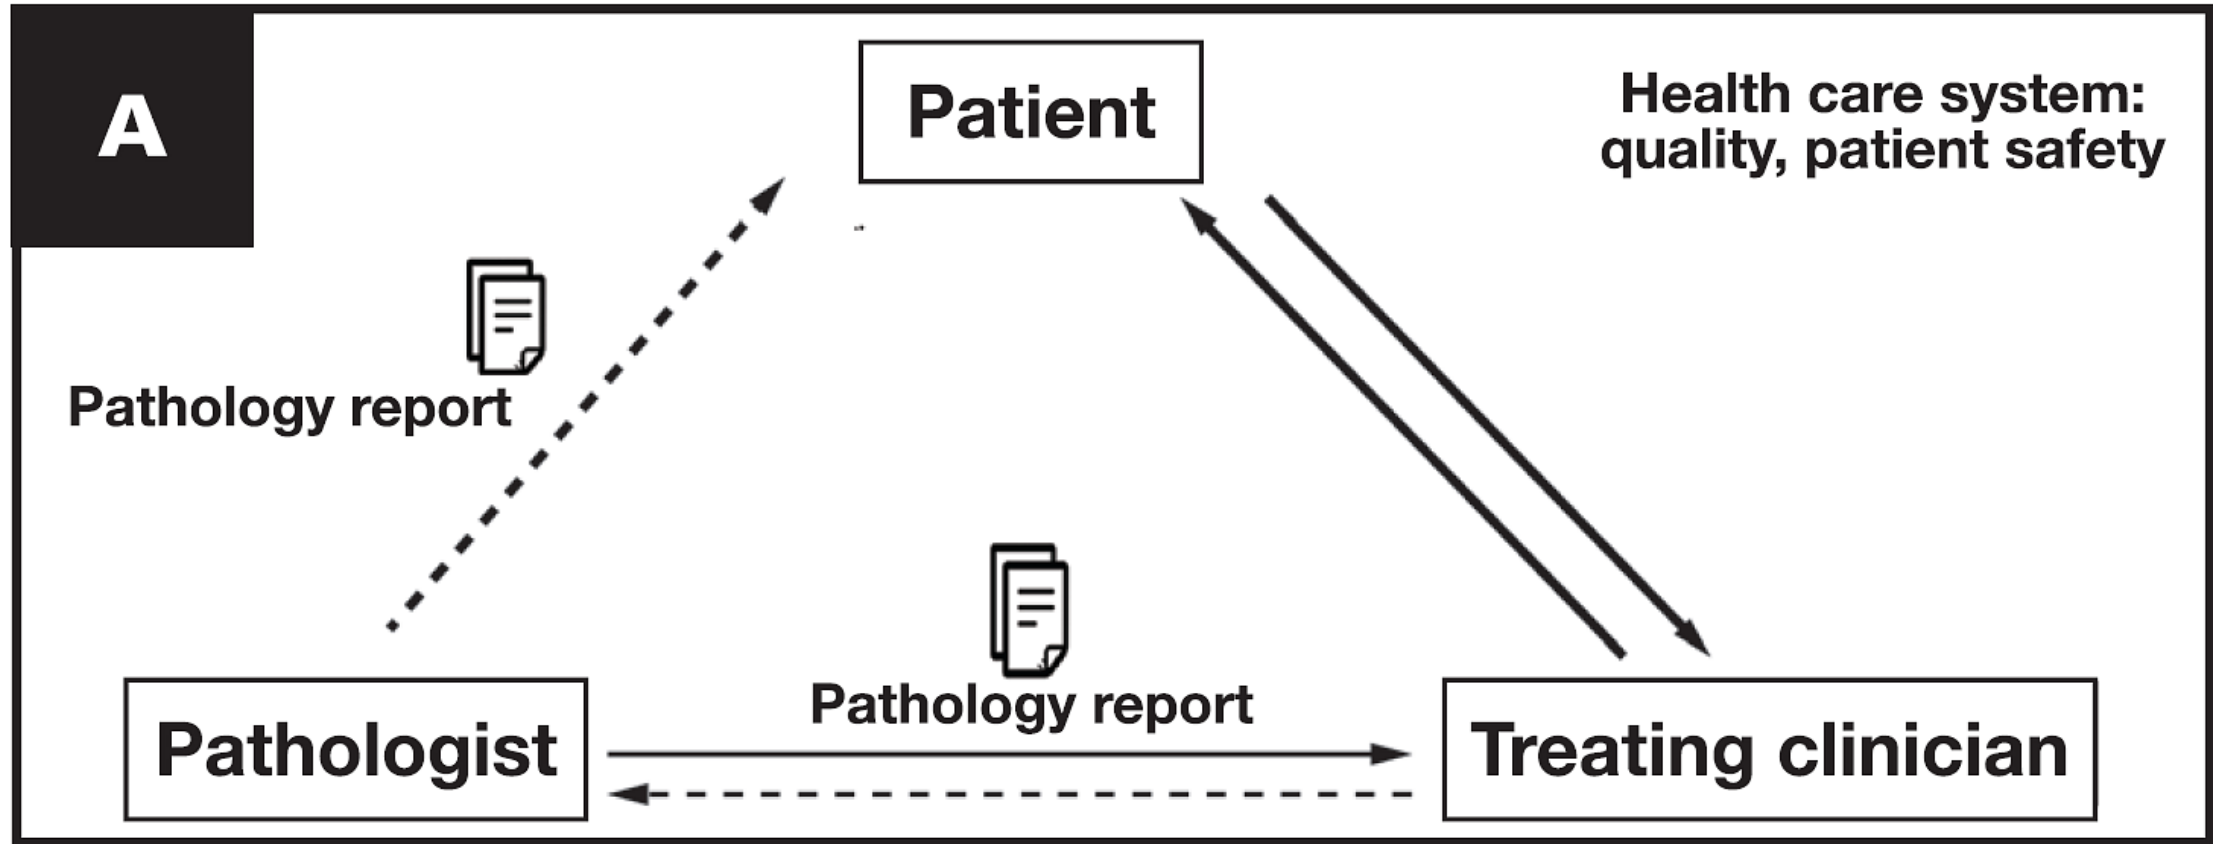 A
Patient
Health care system:
quality, patient safety
Pathology report
Pathology report
Pathologist
Treating clinician